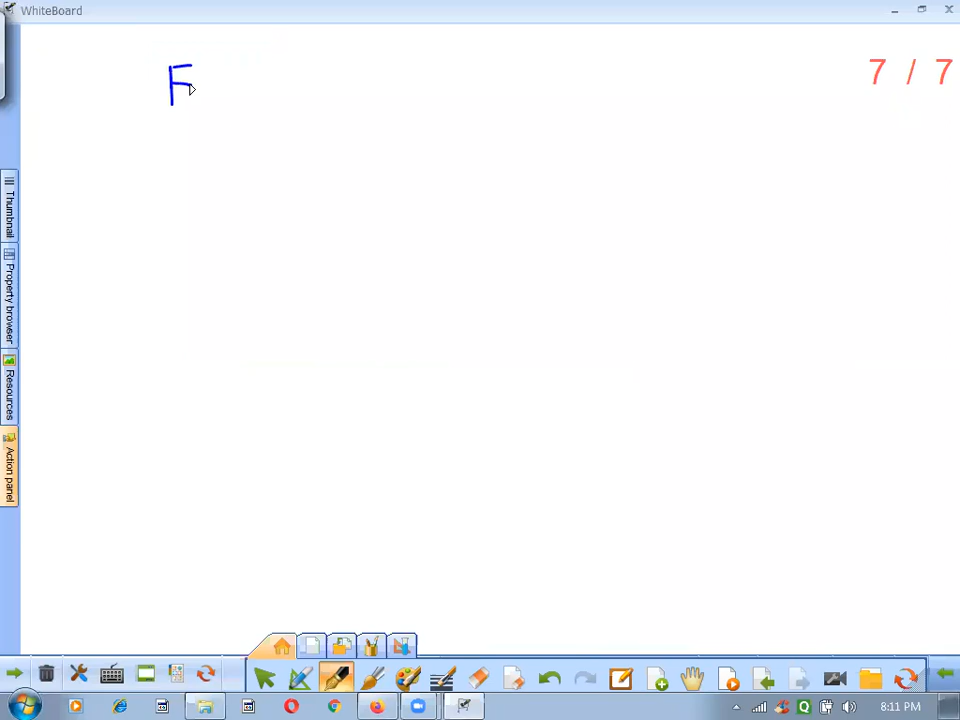 WhiteBoard
F
7 / 7
Thumbnail
Property browser
Resources
Action panel
8:11 PM